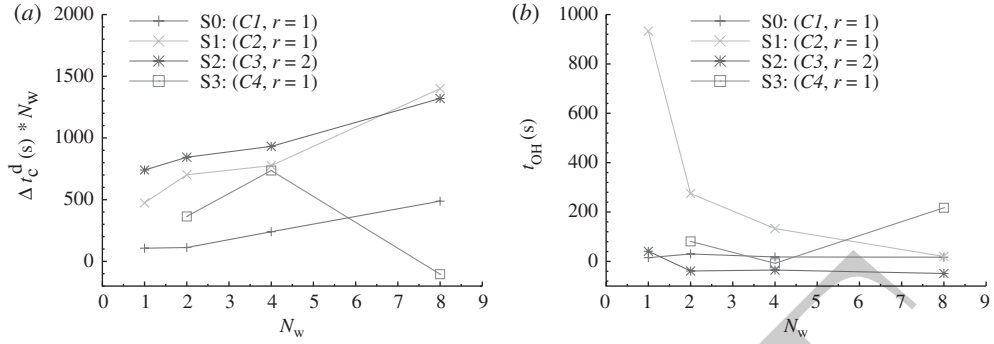 (a)
2000
1500
1000
500
0
0 1 2 3 4 5 6 7 8 9
Δ t_c^d (s) * N_w
N_w
S0: (C1, r = 1)
S1: (C2, r = 1)
S2: (C3, r = 2)
S3: (C4, r = 1)
(b)
1000
800
600
400
200
0
0 1 2 3 4 5 6 7 8 9
t_OH (s)
N_w
S0: (C1, r = 1)
S1: (C2, r = 1)
S2: (C3, r = 2)
S3: (C4, r = 1)